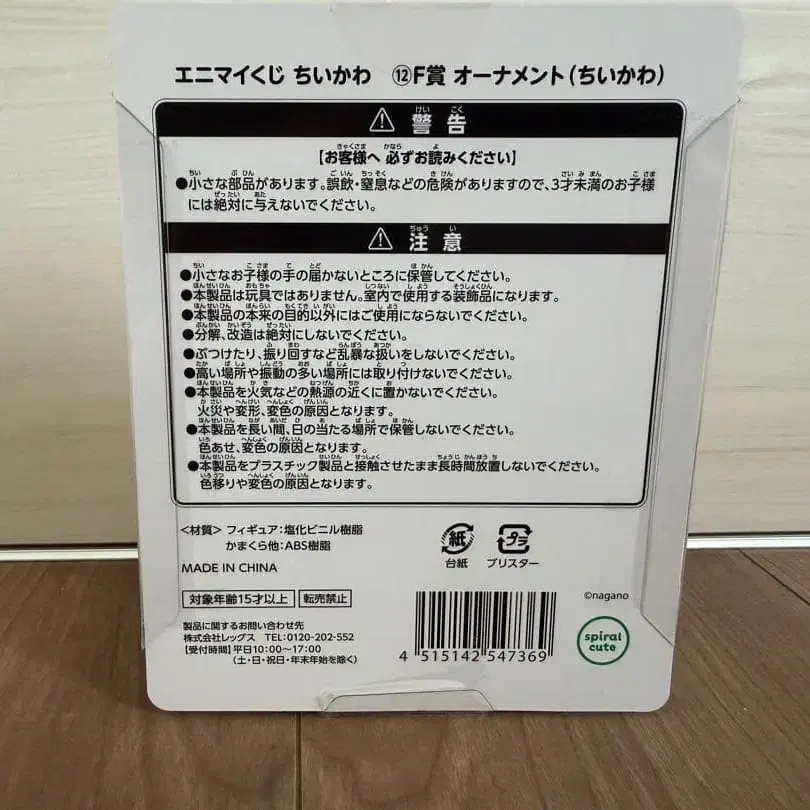 エニマイくじ ちいかわ ⑫F賞 オーナメント(ちいかわ)
⚠ 警告
【お客様へ 必ずお読みください】
●小さな部品があります。誤飲・窒息などの危険がありますので、3才未満のお子様
には絶対に与えないでください。
⚠ 注意
●小さなお子様の手の届かないところに保管してください。
●本製品は玩具ではありません。室内で使用する装飾品になります。
●本製品の本来の目的以外にはご使用にならないでください。
●分解、改造は絶対にしないでください。
●ぶつけたり、振り回すなど乱暴な扱いをしないでください。
●高い場所や振動の多い場所には取り付けないでください。
●本製品を火気などの熱源の近くに置かないでください。
火災や変形、変色の原因となります。
●本製品を長い間、日の当たる場所で保管しないでください。
色あせ、変色の原因となります。
●本製品をプラスチック製品と接触させたまま長時間放置しないでください。
色移りや変色の原因となります。
<材質> フィギュア:塩化ビニル樹脂
かまくら他:ABS樹脂
MADE IN CHINA
紙
台紙
プラ
ブリスター
対象年齢15才以上 転売禁止
製品に関するお問い合わせ先
株式会社レッグス TEL:0120-202-552
【受付時間】平日10:00～17:00
(土・日・祝日・年末年始を除く)
4 515142 547369
©nagano
spiral
cute